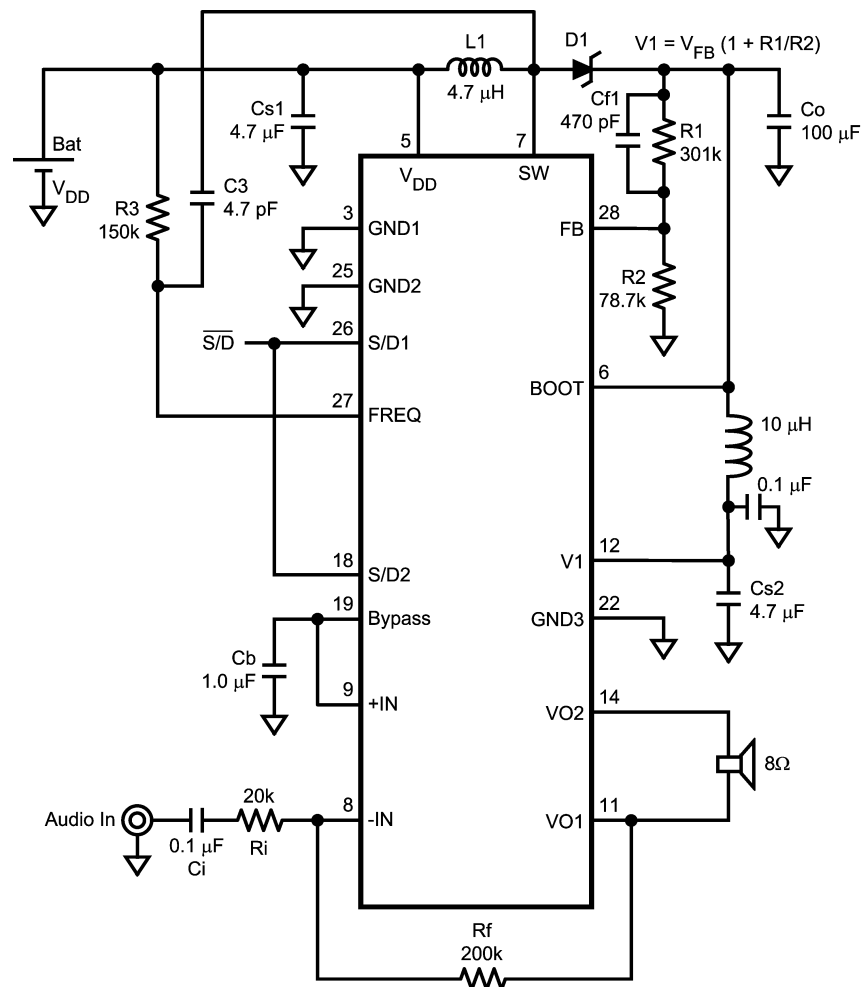 L1
4.7 μH
D1
V1 = VFB (1 + R1/R2)
Cs1
4.7 μF
Cf1
470 pF
R1
301k
Co
100 μF
Bat
VDD
5
VDD
7
SW
R3
150k
C3
4.7 pF
3
GND1
28
FB
25
GND2
R2
78.7k
S/D
26
S/D1
6
BOOT
27
FREQ
10 μH
0.1 μF
12
V1
18
S/D2
Cs2
4.7 μF
19
Bypass
22
GND3
Cb
1.0 μF
9
+IN
14
VO2
8Ω
Audio In
0.1 μF
Ci
20k
Ri
8
-IN
11
VO1
Rf
200k